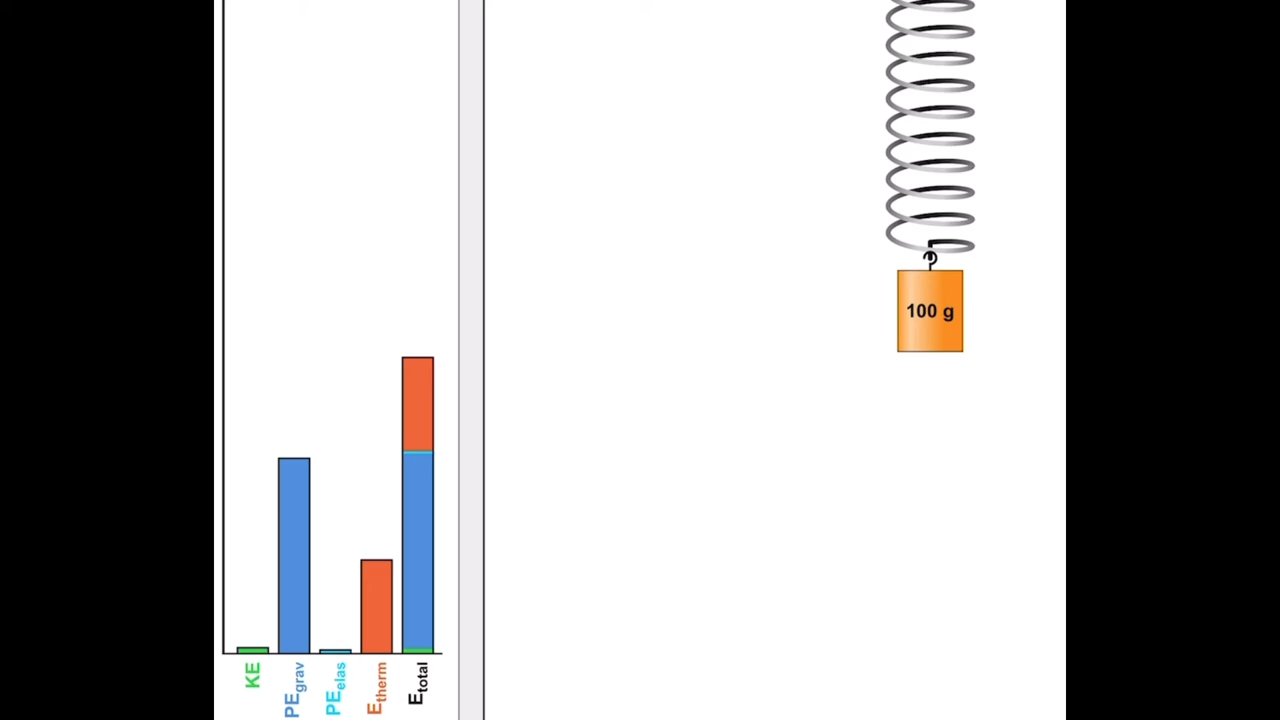 100 g
KE
PEgrav
PEelas
Etherm
Etotal